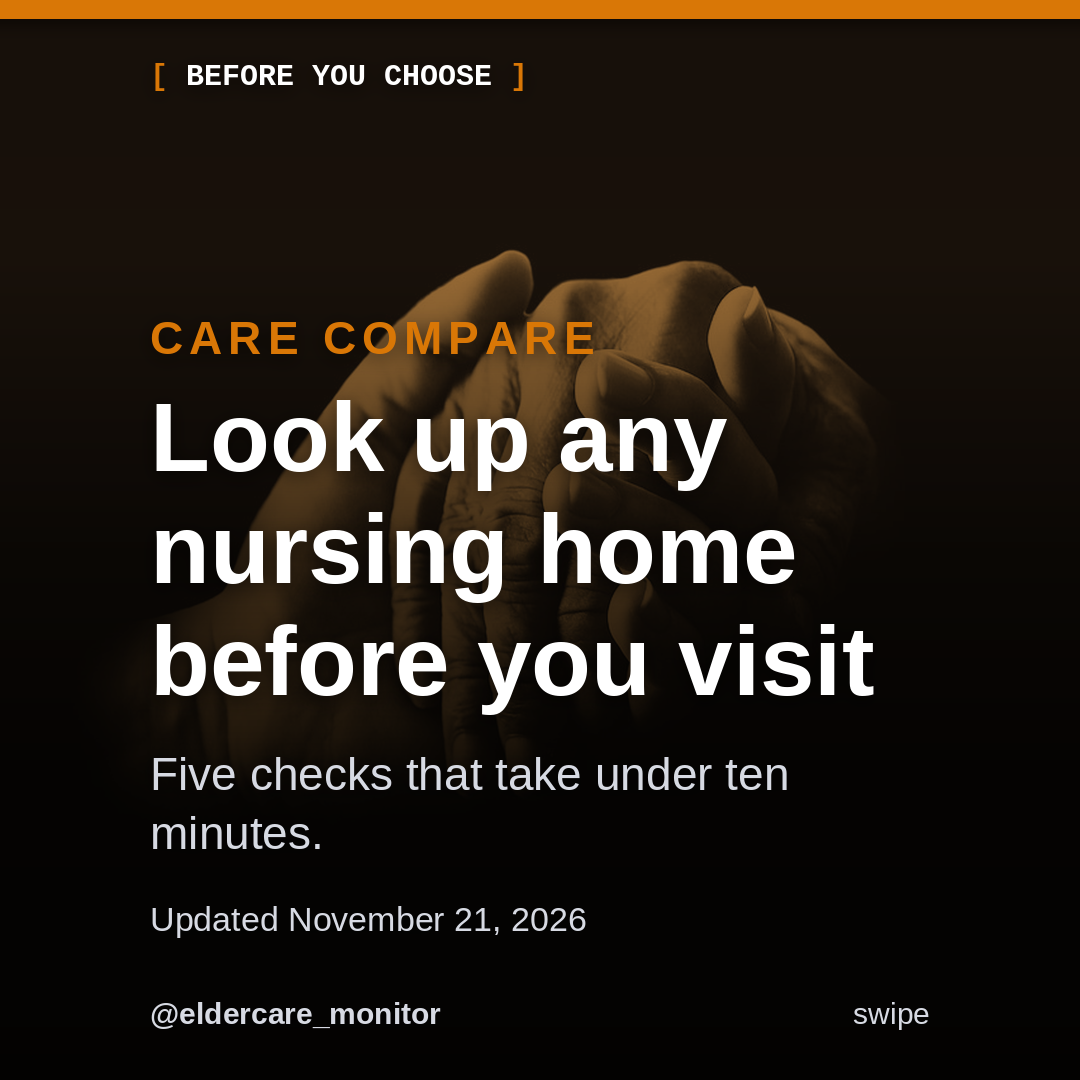 [ BEFORE YOU CHOOSE ]
CARE COMPARE
Look up any
nursing home
before you visit
Five checks that take under ten
minutes.
Updated November 21, 2026
@eldercare_monitor
swipe